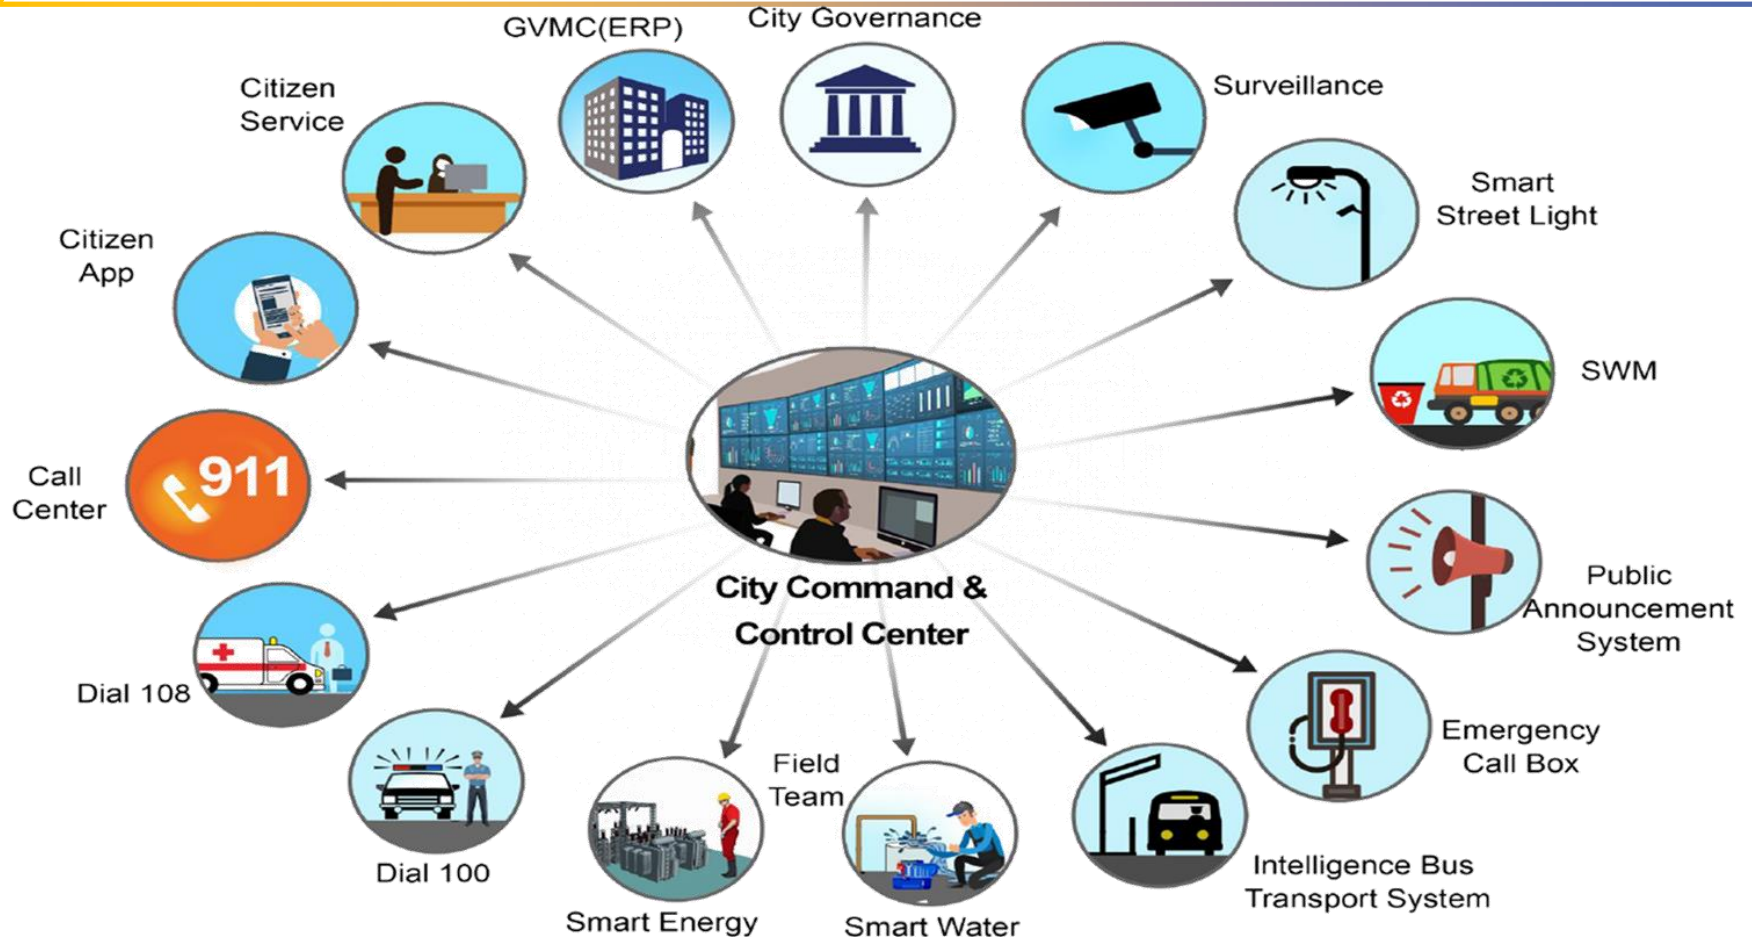 GVMC(ERP)
City Governance
Surveillance
Citizen
Service
Smart
Street Light
Citizen
App
SWM
911
Call
Center
City Command &
Control Center
Public
Announcement
System
Dial 108
Emergency
Call Box
Field
Team
Dial 100
Intelligence Bus
Transport System
Smart Energy
Smart Water